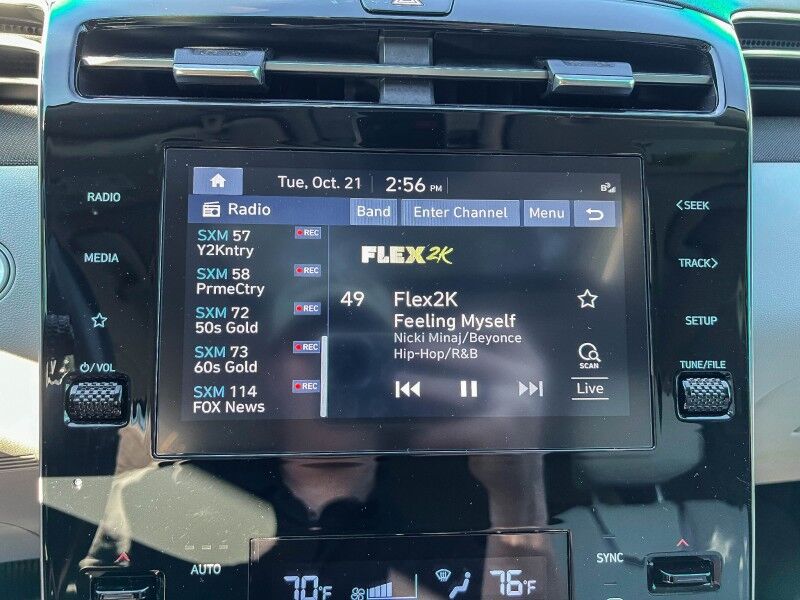 Tue, Oct. 21 2:56 PM
Radio Band Enter Channel Menu
RADIO
MEDIA
/VOL
SXM 57 REC
Y2Kntry
SXM 58 REC
PrmeCtry
SXM 72 REC
50s Gold
SXM 73 REC
60s Gold
SXM 114 REC
FOX News
FLEX2K
49 Flex2K
Feeling Myself
Nicki Minaj/Beyonce
Hip-Hop/R&B
SCAN
Live
<SEEK
TRACK>
SETUP
TUNE/FILE
AUTO
SYNC
70°F
76°F